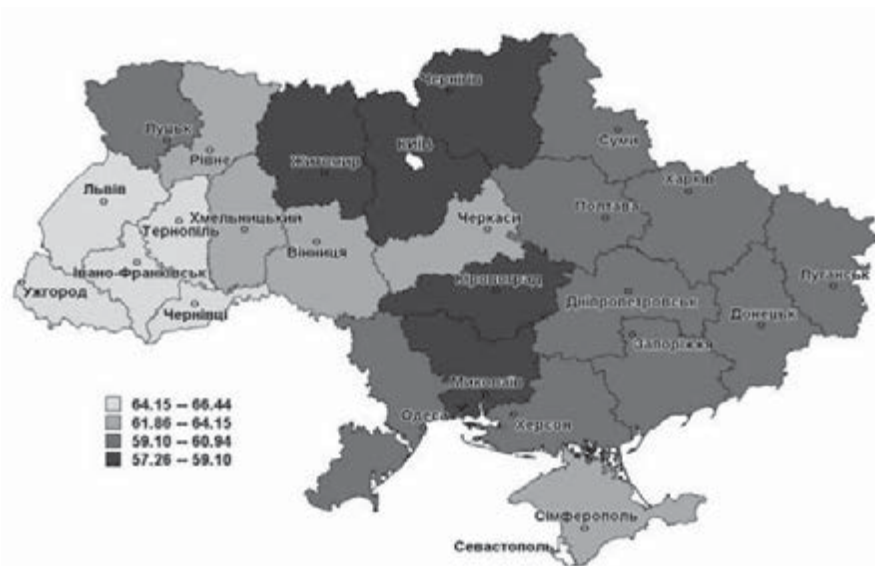 Чернігів
Суми
Луцьк
Рівне
Житомир
КИЇВ
Харків
Львів
Тернопіль
Хмельницький
Черкаси
Полтава
Вінниця
Івано-Франківськ
Луганськ
Ужгород
Чернівці
Кіровоград
Дніпропетровськ
Донецьк
Запоріжжя
Миколаїв
Одеса
Херсон
64.15 – 66.44
61.86 – 64.15
59.10 – 60.94
57.26 – 59.10
Сімферополь
Севастополь